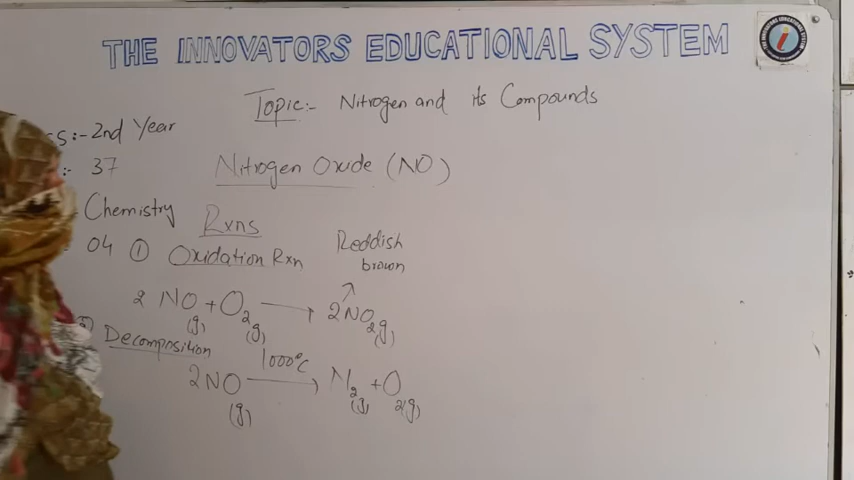 THE INNOVATORS EDUCATIONAL SYSTEM
Topic:- Nitrogen and its Compounds
s:- 2nd Year
:- 37
Nitrogen Oxide (NO)
Chemistry
Rxns
04
① Oxidation Rxn
Reddish
brown
2 NO(g) + O2(g) → 2NO2(g)
Decomposition
1000°C
2NO(g) → N2(g) + O2(g)